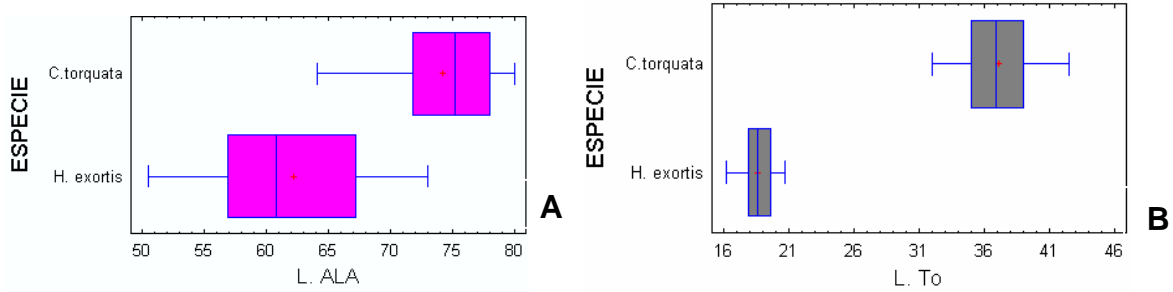 ESPECIE
C.torquata
H. exortis
50 55 60 65 70 75 80
L. ALA
A
ESPECIE
C.torquata
H. exortis
16 21 26 31 36 41 46
L. To
B